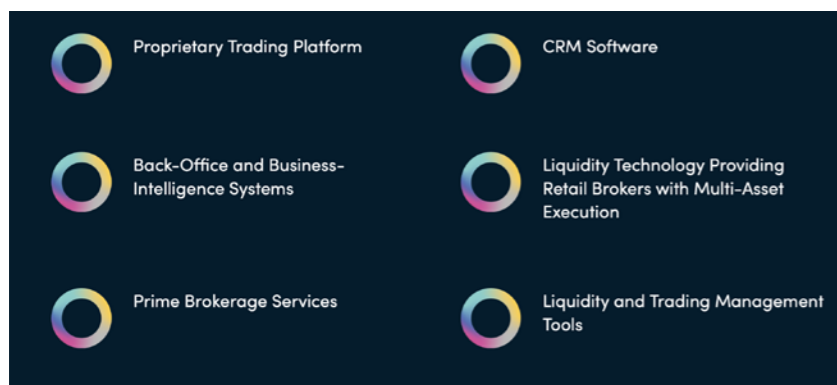 Proprietary Trading Platform
CRM Software
Back-Office and Business-
Intelligence Systems
Liquidity Technology Providing
Retail Brokers with Multi-Asset
Execution
Prime Brokerage Services
Liquidity and Trading Management
Tools